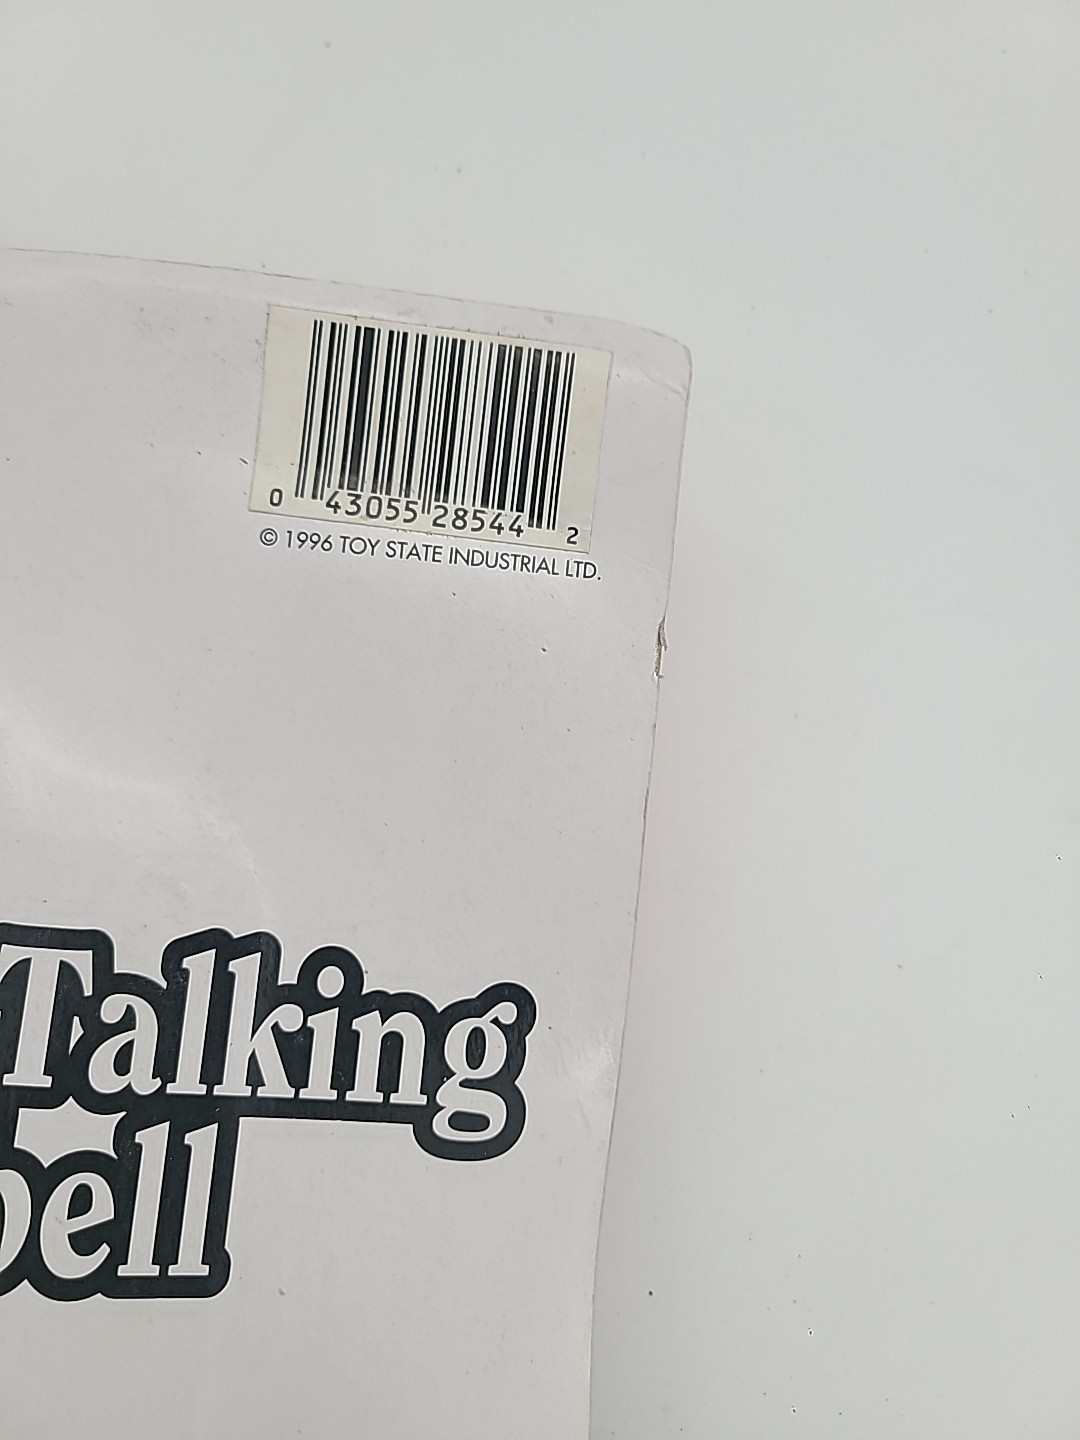 0 43055 28544 2
© 1996 TOY STATE INDUSTRIAL LTD.
Talking
bell